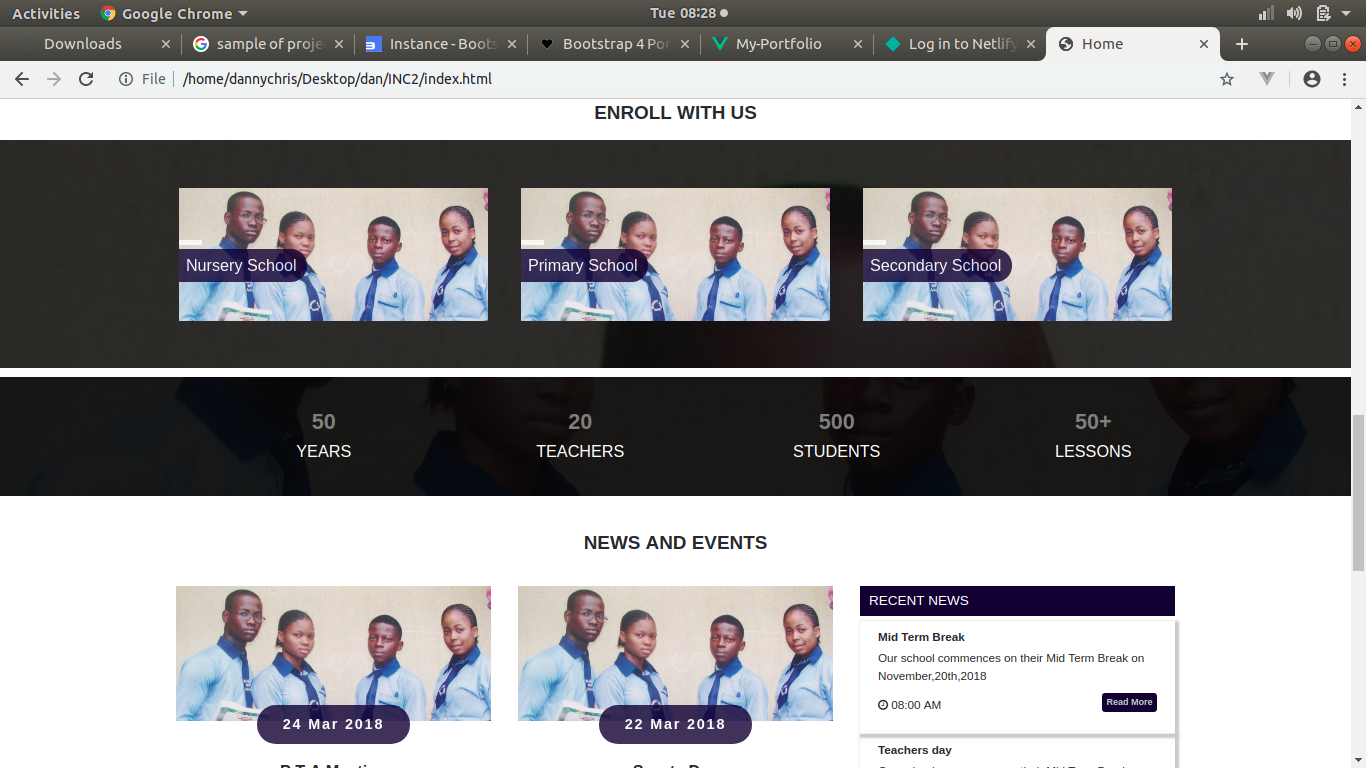 Activities Google Chrome Tue 08:28
Downloads sample of proje Instance - Boots Bootstrap 4 Por My-Portfolio Log in to Netlify Home
File /home/dannychris/Desktop/dan/INC2/index.html
ENROLL WITH US
Nursery School Primary School Secondary School
50 20 500 50+
YEARS TEACHERS STUDENTS LESSONS
NEWS AND EVENTS
RECENT NEWS
Mid Term Break
Our school commences on their Mid Term Break on
November,20th,2018
08:00 AM Read More
24 Mar 2018 22 Mar 2018
Teachers day